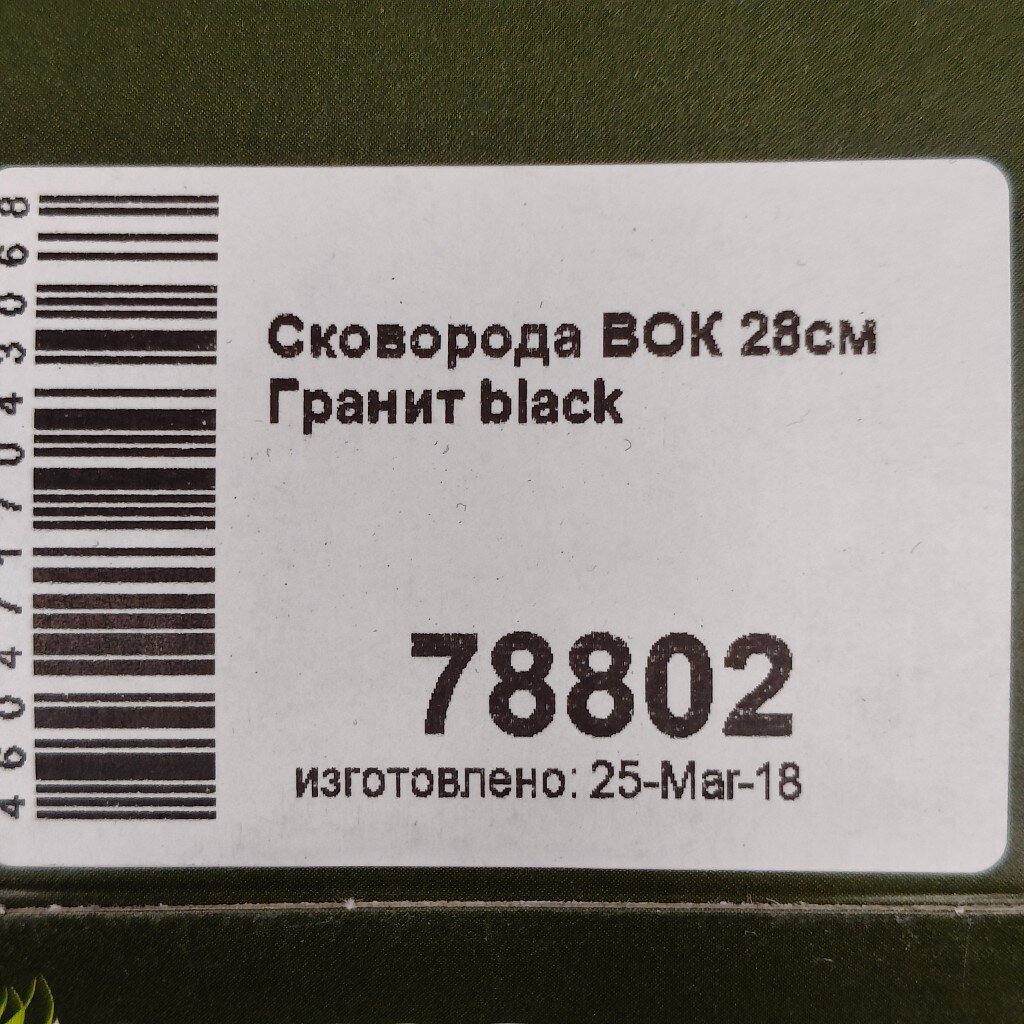 Сковорода ВОК 28см
Гранит black
78802
изготовлено: 25-Mar-18
4604717043068